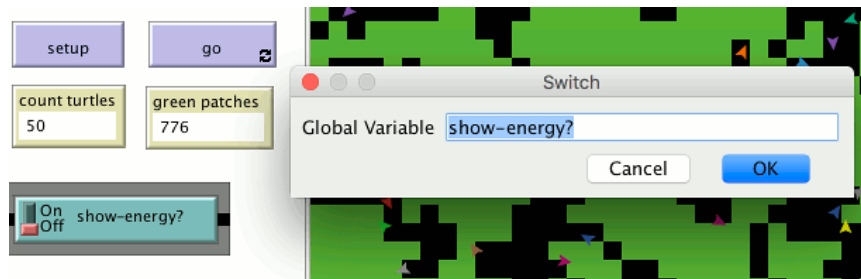 setup
go
Switch
count turtles
50
green patches
776
Global Variable show-energy?
Cancel OK
On
Off
show-energy?